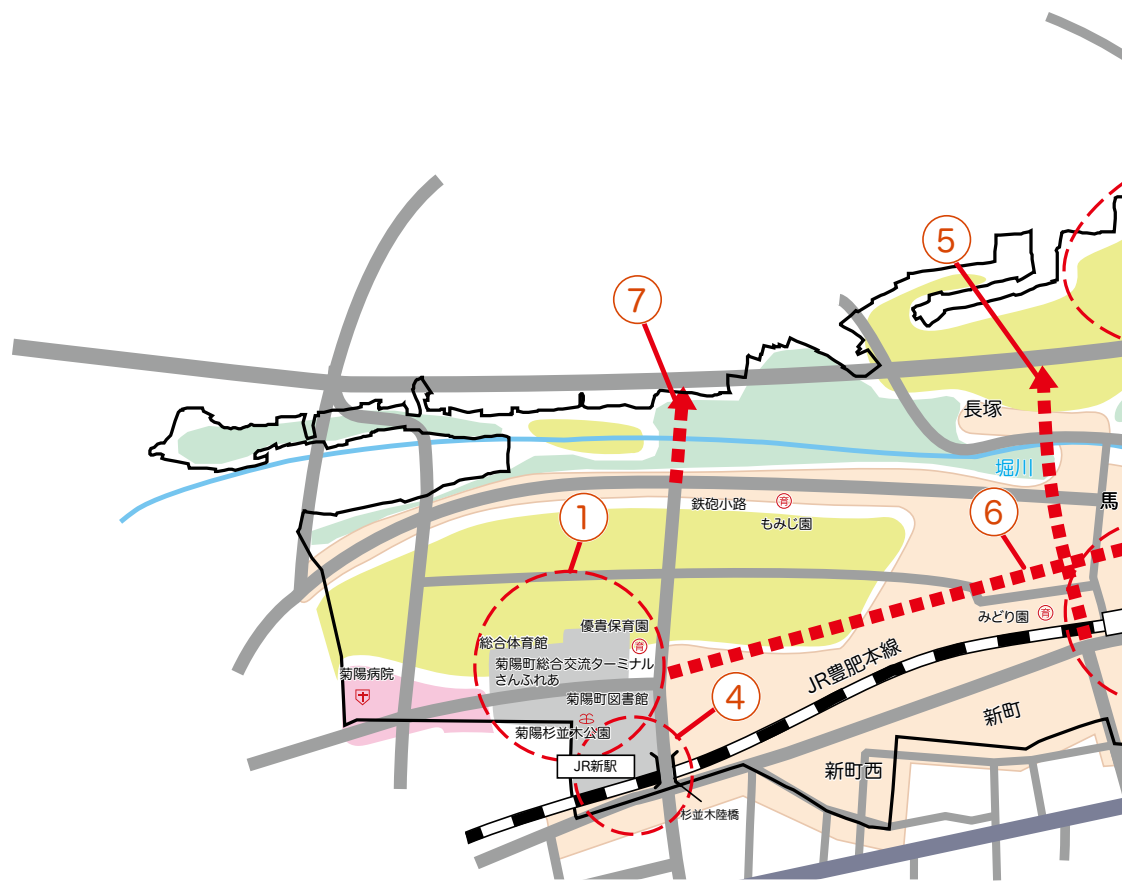 5
7
長塚
堀川
馬
鉄砲小路
育
もみじ園
1
6
みどり園
育
優貴保育園
育
総合体育館
菊陽町総合交流ターミナル
さんふれあ
菊陽病院
菊陽町図書館
菊陽杉並木公園
4
JR豊肥本線
新町
JR新駅
新町西
杉並木陸橋